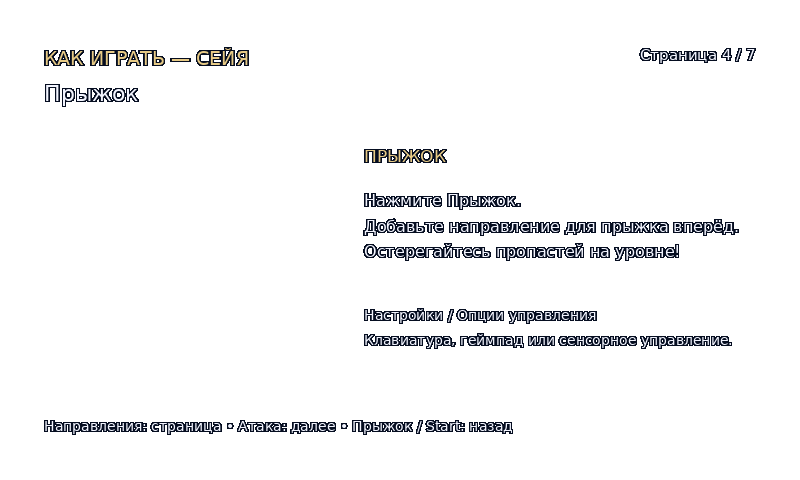 КАК ИГРАТЬ — СЕЙЯ
Страница 4 / 7
Прыжок
ПРЫЖОК
Нажмите Прыжок.
Добавьте направление для прыжка вперёд.
Остерегайтесь пропастей на уровне!
Настройки / Опции управления
Клавиатура, геймпад или сенсорное управление.
Направления: страница • Атака: далее • Прыжок / Start: назад